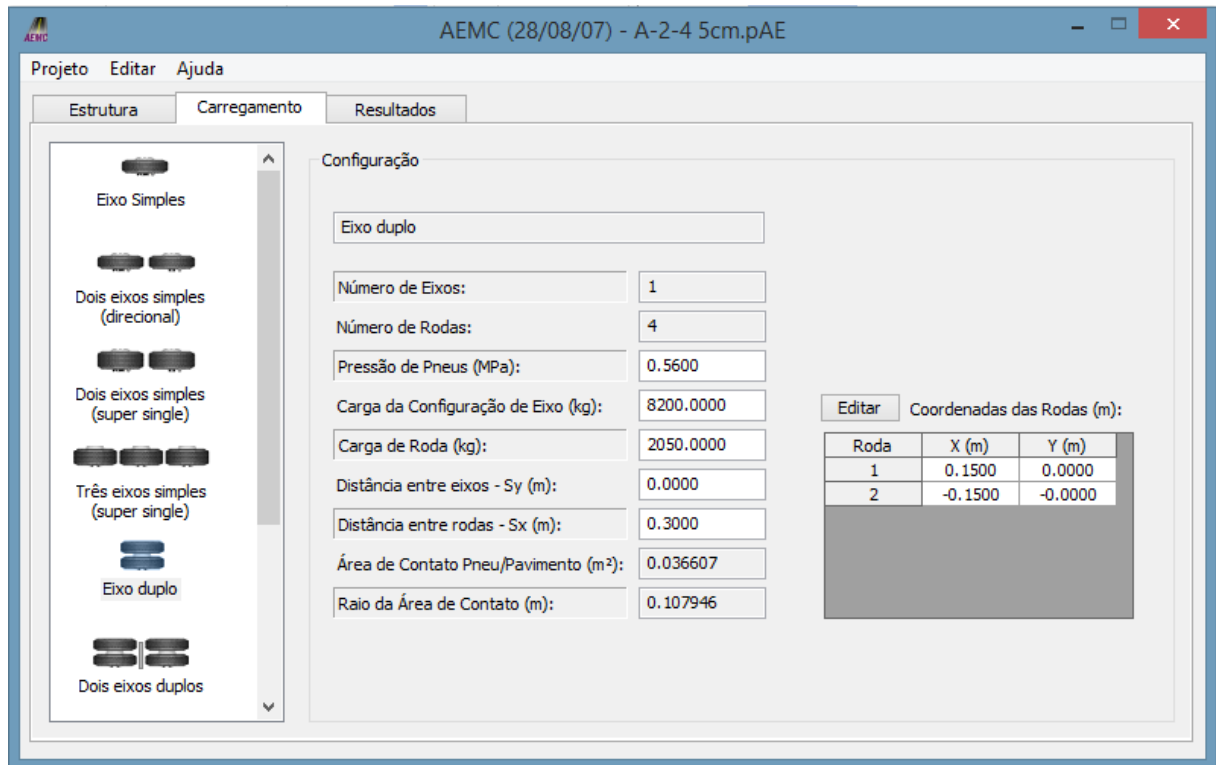 AEMC
AEMC (28/08/07) - A-2-4 5cm.pAE
Projeto Editar Ajuda
Estrutura Carregamento Resultados
Eixo Simples
Dois eixos simples
(direcional)
Dois eixos simples
(super single)
Três eixos simples
(super single)
Eixo duplo
Dois eixos duplos
Configuração
Eixo duplo
Número de Eixos: 1
Número de Rodas: 4
Pressão de Pneus (MPa): 0.5600
Carga da Configuração de Eixo (kg): 8200.0000
Carga de Roda (kg): 2050.0000
Distância entre eixos - Sy (m): 0.0000
Distância entre rodas - Sx (m): 0.3000
Área de Contato Pneu/Pavimento (m²): 0.036607
Raio da Área de Contato (m): 0.107946
Editar Coordenadas das Rodas (m):
Roda X (m) Y (m)
1 0.1500 0.0000
2 -0.1500 -0.0000